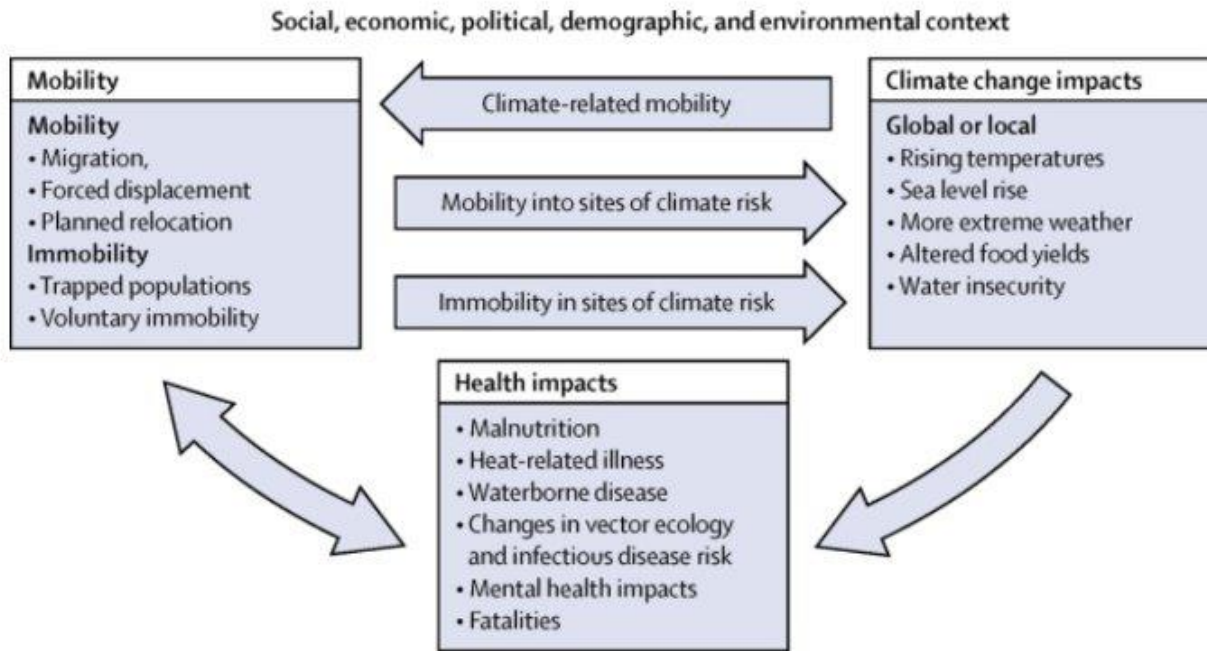 Social, economic, political, demographic, and environmental context
Mobility
Mobility
• Migration,
• Forced displacement
• Planned relocation
Immobility
• Trapped populations
• Voluntary immobility
Climate-related mobility
Mobility into sites of climate risk
Immobility in sites of climate risk
Climate change impacts
Global or local
• Rising temperatures
• Sea level rise
• More extreme weather
• Altered food yields
• Water insecurity
Health impacts
• Malnutrition
• Heat-related illness
• Waterborne disease
• Changes in vector ecology
and infectious disease risk
• Mental health impacts
• Fatalities